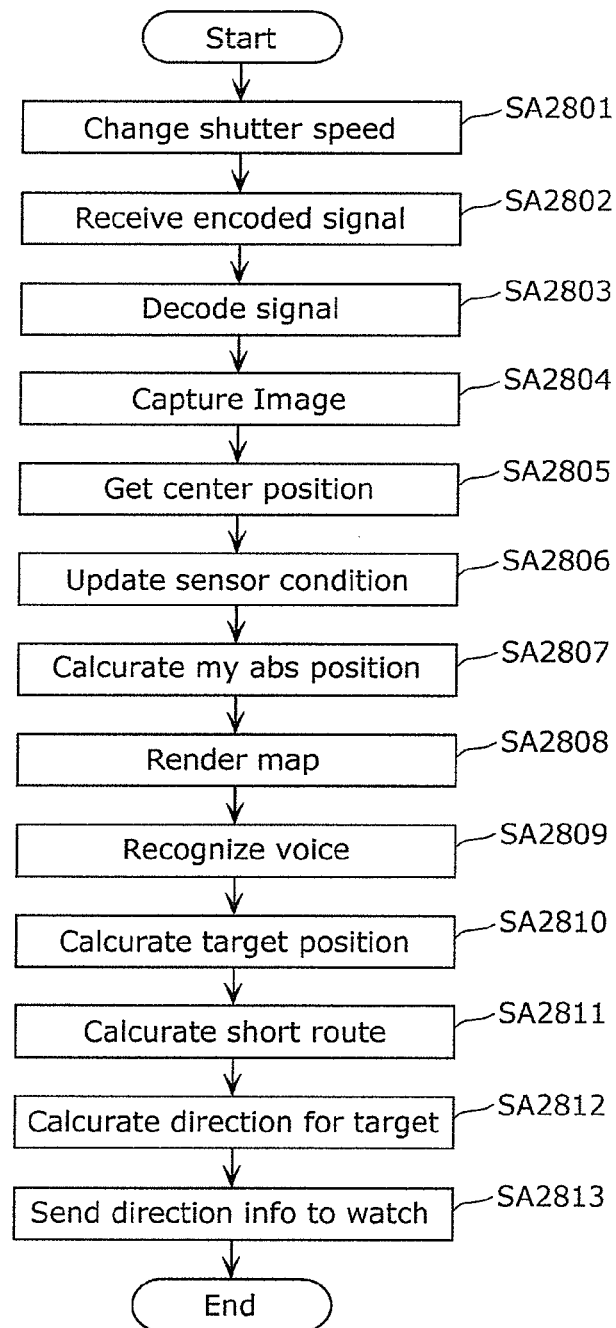 Start
Change shutter speed
SA2801
Receive encoded signal
SA2802
Decode signal
SA2803
Capture Image
SA2804
Get center position
SA2805
Update sensor condition
SA2806
Calcurate my abs position
SA2807
Render map
SA2808
Recognize voice
SA2809
Calcurate target position
SA2810
Calcurate short route
SA2811
Calcurate direction for target
SA2812
Send direction info to watch
SA2813
End